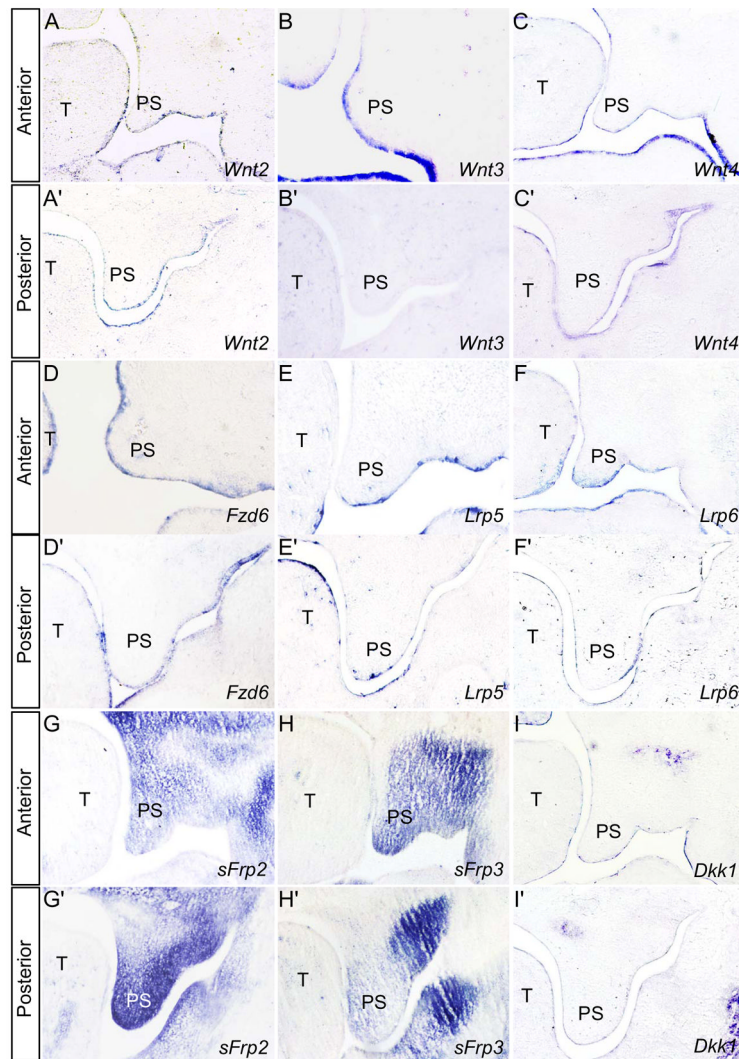 Anterior
A
T
PS
Wnt2
B
PS
Wnt3
C
T
PS
Wnt4
Posterior
A'
T
PS
Wnt2
B'
T
PS
Wnt3
C'
T
PS
Wnt4
Anterior
D
T
PS
Fzd6
E
T
PS
Lrp5
F
T
PS
Lrp6
Posterior
D'
T
PS
Fzd6
E'
T
PS
Lrp5
F'
T
PS
Lrp6
Anterior
G
T
PS
sFrp2
H
T
PS
sFrp3
I
T
PS
Dkk1
Posterior
G'
T
PS
sFrp2
H'
T
PS
sFrp3
I'
T
PS
Dkk1